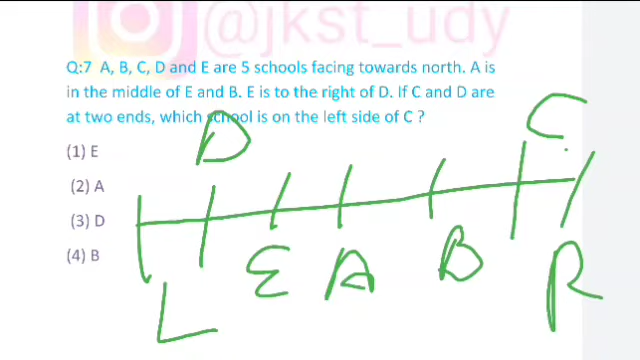 @jkst_udy
Q:7 A, B, C, D and E are 5 schools facing towards north. A is
in the middle of E and B. E is to the right of D. If C and D are
at two ends, which school is on the left side of C ?
(1) E
(2) A
(3) D
(4) B
D C
E A B
L R